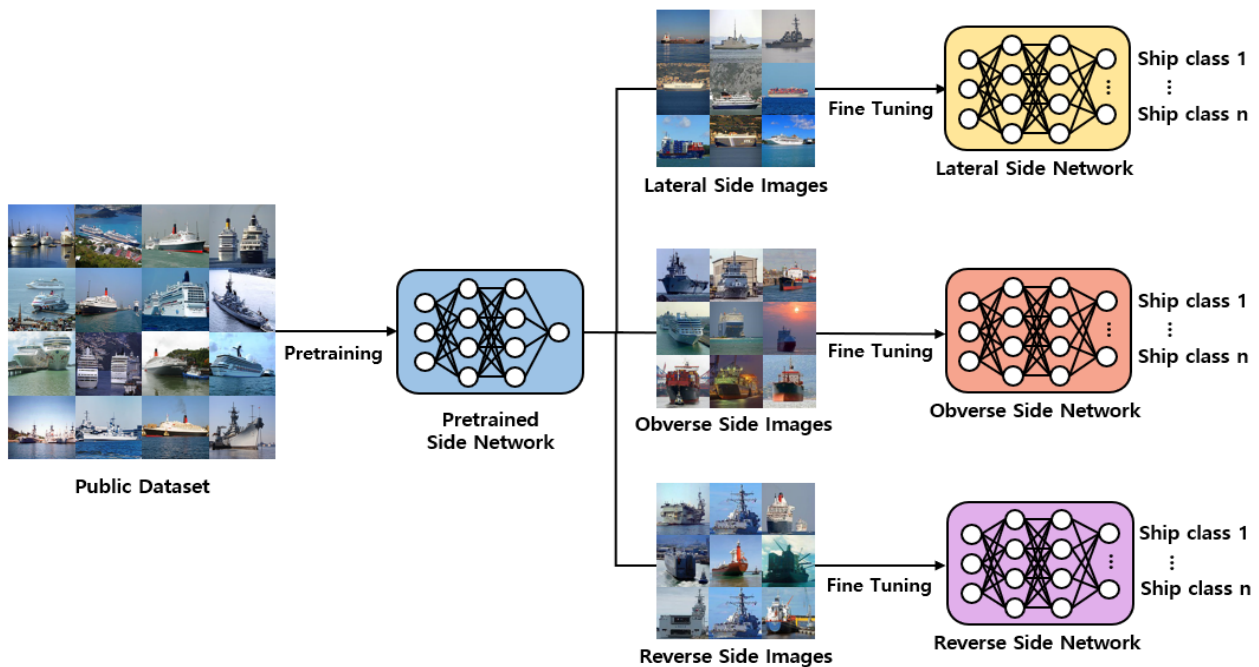 Public Dataset
Pretraining
Pretrained
Side Network
Lateral Side Images
Fine Tuning
Lateral Side Network
Ship class 1
⋮
Ship class n
Obverse Side Images
Fine Tuning
Obverse Side Network
Ship class 1
⋮
Ship class n
Reverse Side Images
Fine Tuning
Reverse Side Network
Ship class 1
⋮
Ship class n